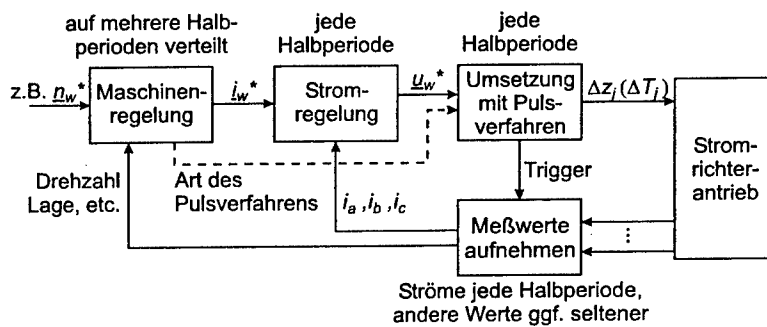 auf mehrere Halb-
perioden verteilt
jede
Halbperiode
jede
Halbperiode
z.B. n_w*
Maschinen-
regelung
i_w*
Strom-
regelung
u_w*
Umsetzung
mit Puls-
verfahren
Δz_j (ΔT_j)
Strom-
richter-
antrieb
Drehzahl
Lage, etc.
Art des
Pulsverfahrens
i_a , i_b , i_c
Trigger
Meßwerte
aufnehmen
⋮
Ströme jede Halbperiode,
andere Werte ggf. seltener